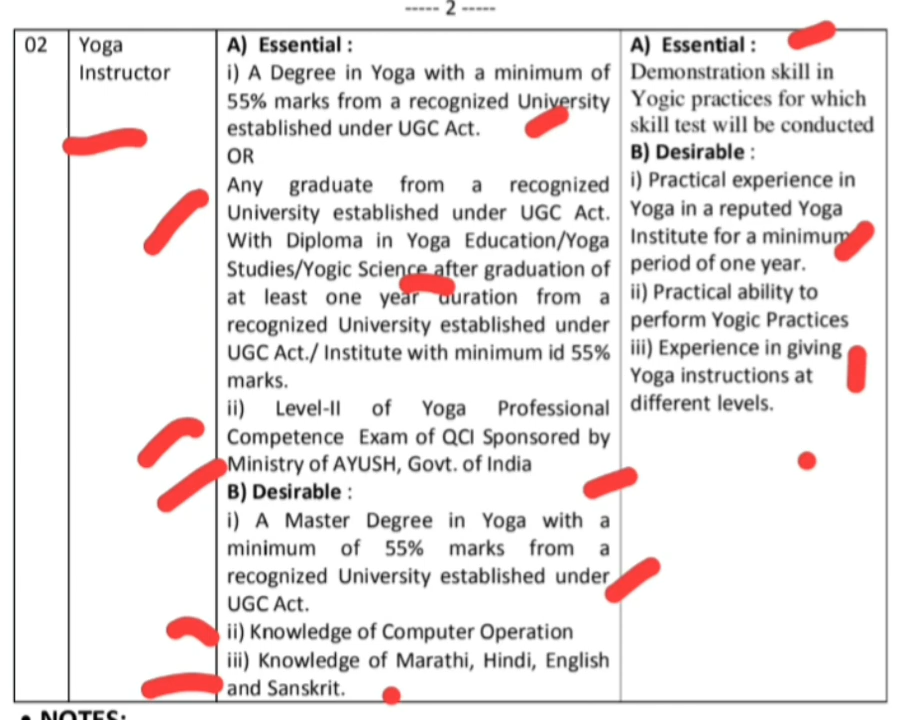 ----- 2 -----
02
Yoga
Instructor
A) Essential :
i) A Degree in Yoga with a minimum of
55% marks from a recognized University
established under UGC Act.
OR
Any graduate from a recognized
University established under UGC Act.
With Diploma in Yoga Education/Yoga
Studies/Yogic Science after graduation of
at least one year duration from a
recognized University established under
UGC Act./ Institute with minimum id 55%
marks.
ii) Level-II of Yoga Professional
Competence Exam of QCI Sponsored by
Ministry of AYUSH, Govt. of India
B) Desirable :
i) A Master Degree in Yoga with a
minimum of 55% marks from a
recognized University established under
UGC Act.
ii) Knowledge of Computer Operation
iii) Knowledge of Marathi, Hindi, English
and Sanskrit.
A) Essential :
Demonstration skill in
Yogic practices for which
skill test will be conducted
B) Desirable :
i) Practical experience in
Yoga in a reputed Yoga
Institute for a minimum
period of one year.
ii) Practical ability to
perform Yogic Practices
iii) Experience in giving
Yoga instructions at
different levels.
• NOTES: